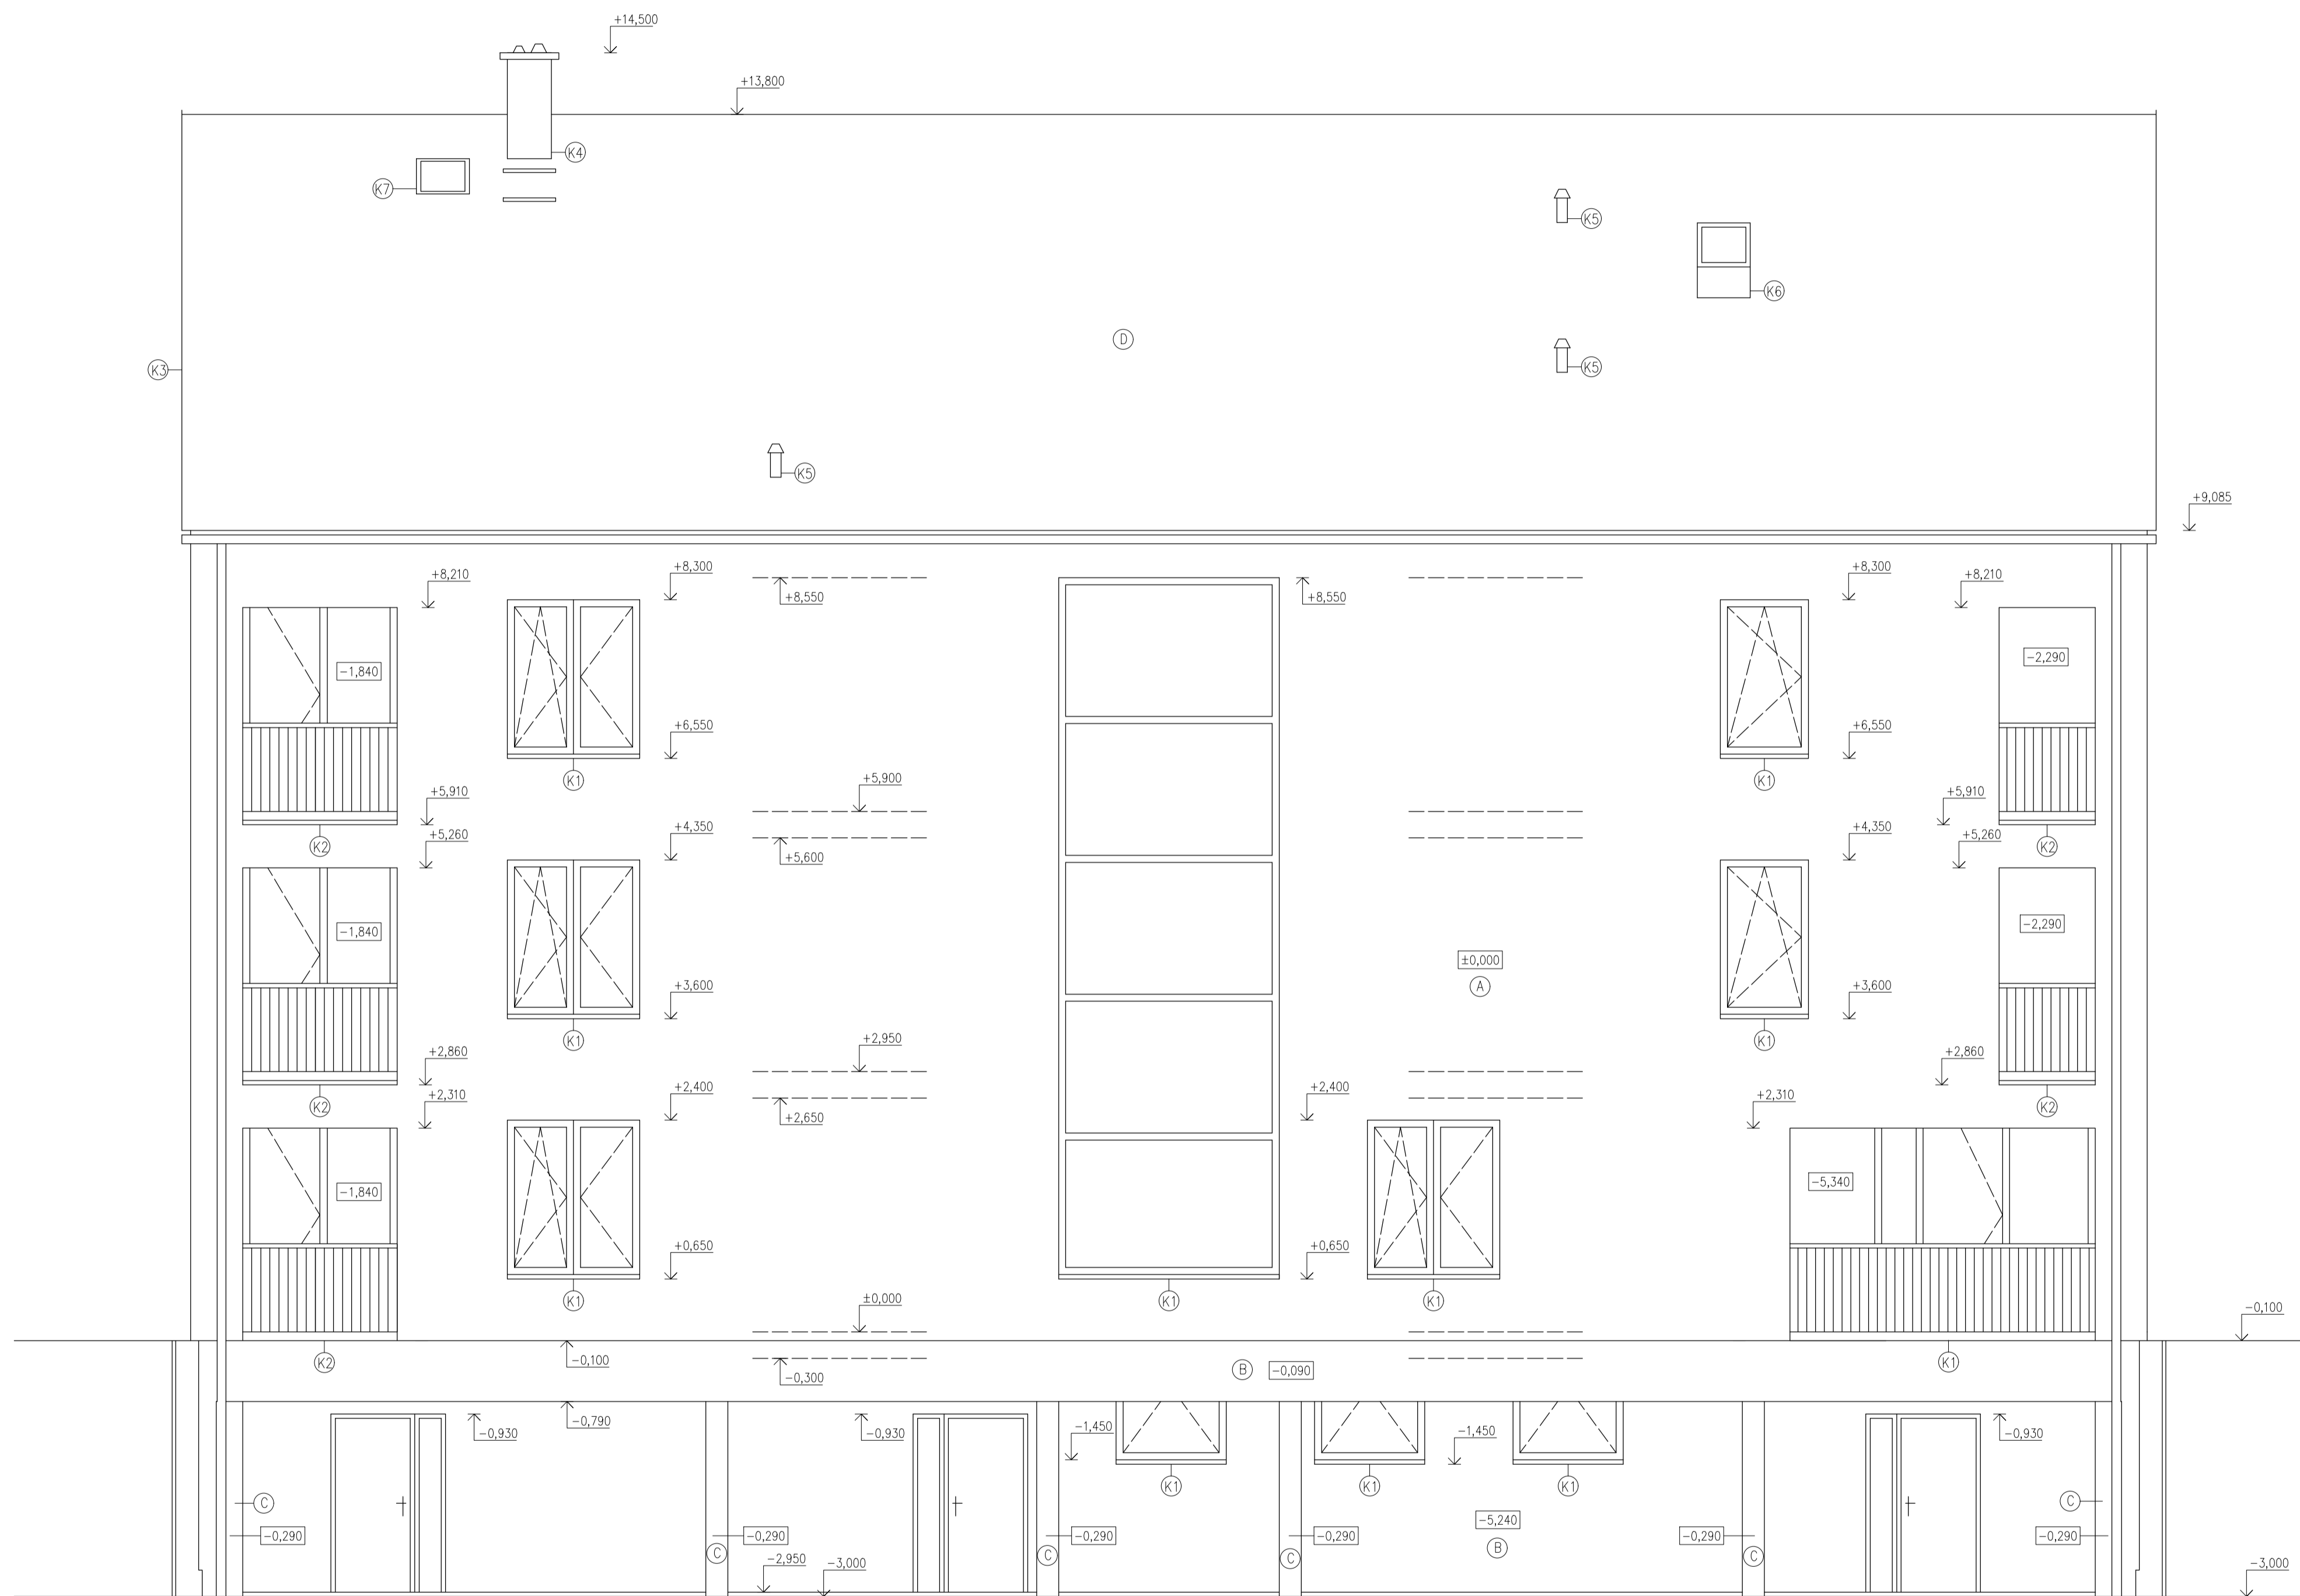 +14,500
+13,800
K4
K7
K5
K6
D
K5
K3
K5
+9,085
+8,210
+8,300
+8,550
+8,550
+8,300
+8,210
-1,840
-2,290
+6,550
+6,550
K1
K1
+5,910
+5,900
+5,910
+5,260
+4,350
+4,350
+5,260
K2
+5,600
K2
-1,840
-2,290
±0,000
A
+3,600
+3,600
K1
K1
+2,860
+2,950
+2,860
+2,310
+2,400
+2,650
+2,400
+2,310
K2
K2
-1,840
-5,340
+0,650
+0,650
K1
K1
K1
±0,000
-0,100
K2
-0,100
-0,300
B
-0,090
K1
-0,930
-0,790
-0,930
-1,450
-1,450
-0,930
K1
K1
K1
C
C
-5,240
-0,290
-0,290
-0,290
-0,290
-0,290
-0,290
C
C
C
B
C
-2,950
-3,000
-3,000